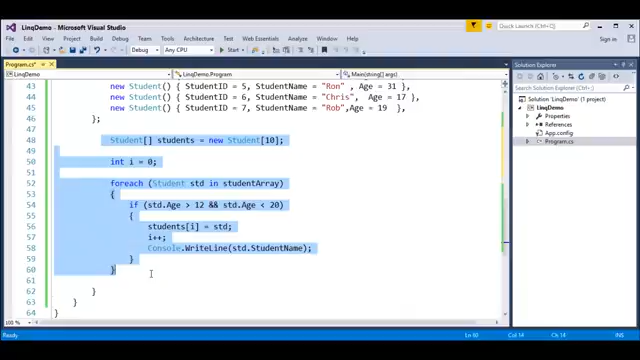 LinqDemo - Microsoft Visual Studio
Quick Launch (Ctrl+Q)
FILE EDIT VIEW PROJECT BUILD DEBUG TEAM TOOLS TEST ANALYZE WINDOW HELP
Sign in
Debug Any CPU Start
Program.cs*
LinqDemo LinqDemo.Program Main(string[] args)
43 new Student() { StudentID = 5, StudentName = "Ron" , Age = 31 },
44 new Student() { StudentID = 6, StudentName = "Chris", Age = 17 },
45 new Student() { StudentID = 7, StudentName = "Rob",Age = 19 },
46 };
47
48 Student[] students = new Student[10];
49
50 int i = 0;
51
52 foreach (Student std in studentArray)
53 {
54 if (std.Age > 12 && std.Age < 20)
55 {
56 students[i] = std;
57 i++;
58 Console.WriteLine(std.StudentName);
59 }
60 }
61
62 }
63 }
64 }
100 %
Solution Explorer
Search Solution Explorer (Ctrl+;)
Solution 'LinqDemo' (1 project)
LinqDemo
Properties
References
App.config
Program.cs
Ready
Ln 60 Col 14 Ch 14 INS